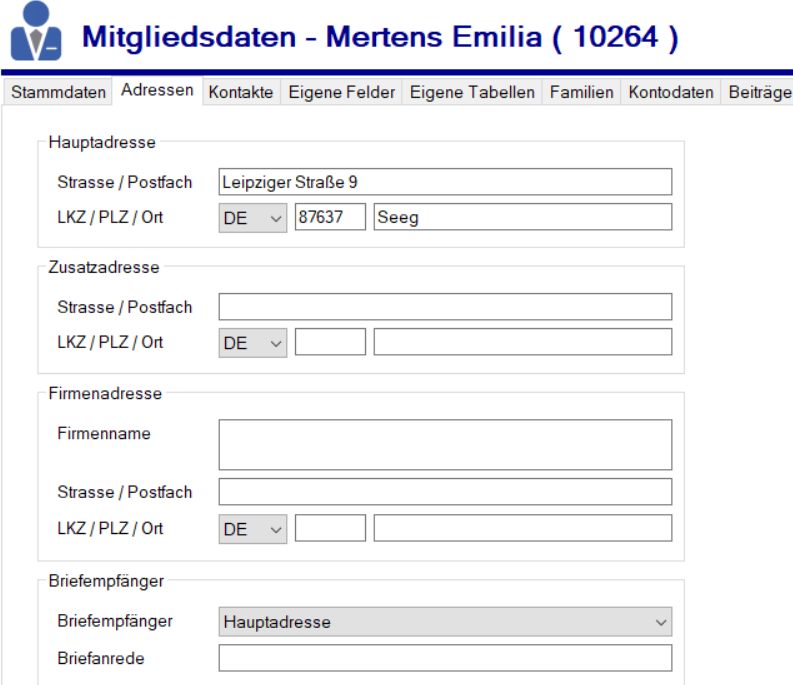 Mitgliedsdaten - Mertens Emilia ( 10264 )
Stammdaten Adressen Kontakte Eigene Felder Eigene Tabellen Familien Kontodaten Beiträge
Hauptadresse
Strasse / Postfach Leipziger Straße 9
LKZ / PLZ / Ort DE 87637 Seeg
Zusatzadresse
Strasse / Postfach
LKZ / PLZ / Ort DE
Firmenadresse
Firmenname
Strasse / Postfach
LKZ / PLZ / Ort DE
Briefempfänger
Briefempfänger Hauptadresse
Briefanrede